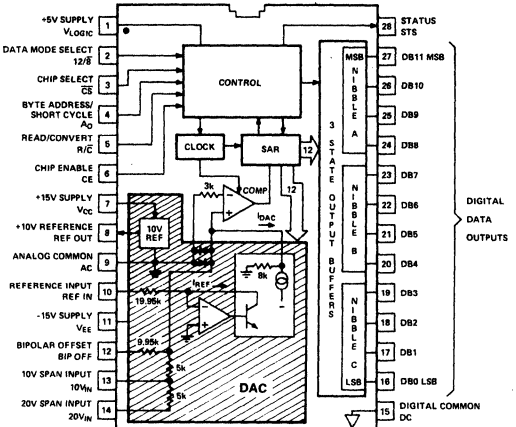 +5V SUPPLY
VLOGIC
1
DATA MODE SELECT
12/8̅
2
CHIP SELECT
C̅S̅
3
BYTE ADDRESS/
SHORT CYCLE
A0
4
READ/CONVERT
R/C̅
5
CHIP ENABLE
CE
6
+15V SUPPLY
VCC
7
+10V REFERENCE
REF OUT
8
ANALOG COMMON
AC
9
REFERENCE INPUT
REF IN
10
-15V SUPPLY
VEE
11
BIPOLAR OFFSET
BIP OFF
12
10V SPAN INPUT
10VIN
13
20V SPAN INPUT
20VIN
14
CONTROL
CLOCK
SAR
12
3k
COMP
12
IDAC
10V
REF
8k
19.95k
IREF
9.95k
5k
5k
DAC
3 STATE OUTPUT BUFFERS
MSB
NIBBLE A
NIBBLE B
NIBBLE C
LSB
28
STATUS
STS
27
DB11 MSB
26
DB10
25
DB9
24
DB8
23
DB7
22
DB6
21
DB5
20
DB4
19
DB3
18
DB2
17
DB1
16
DB0 LSB
15
DIGITAL COMMON
DC
DIGITAL
DATA
OUTPUTS